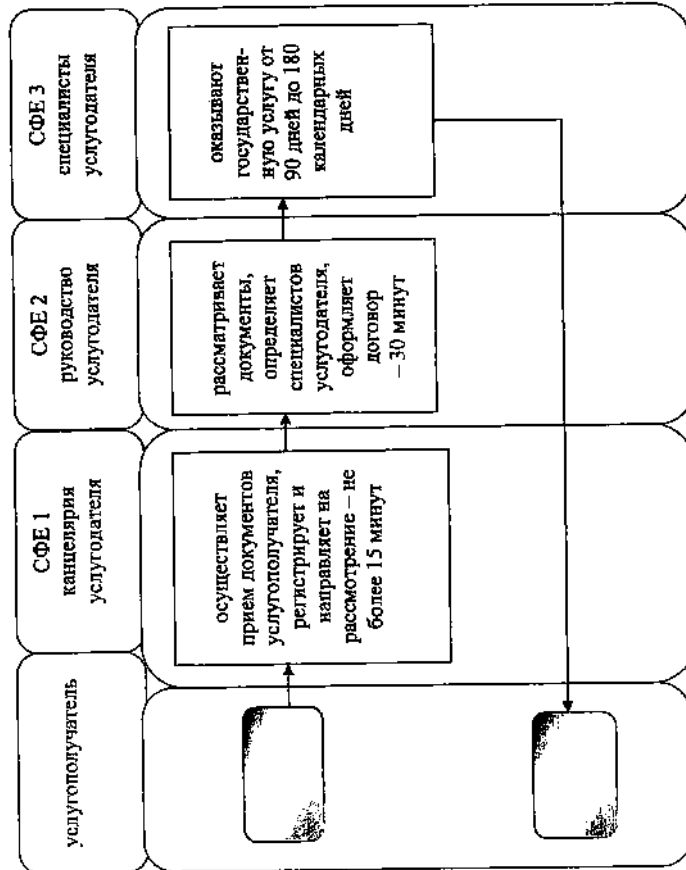 услугополучатель
СФЕ 1
канцелярия
услугодателя
СФЕ 2
руководство
услугодателя
СФЕ 3
специалисты
услугодателя
осуществляет
прием документов
услугополучателя,
регистрирует и
направляет на
рассмотрение – не
более 15 минут
рассматривает
документы,
определяет
специалистов
услугодателя,
оформляет
договор
– 30 минут
оказывают
государствен-
ную услугу от
90 дней до 180
календарных
дней